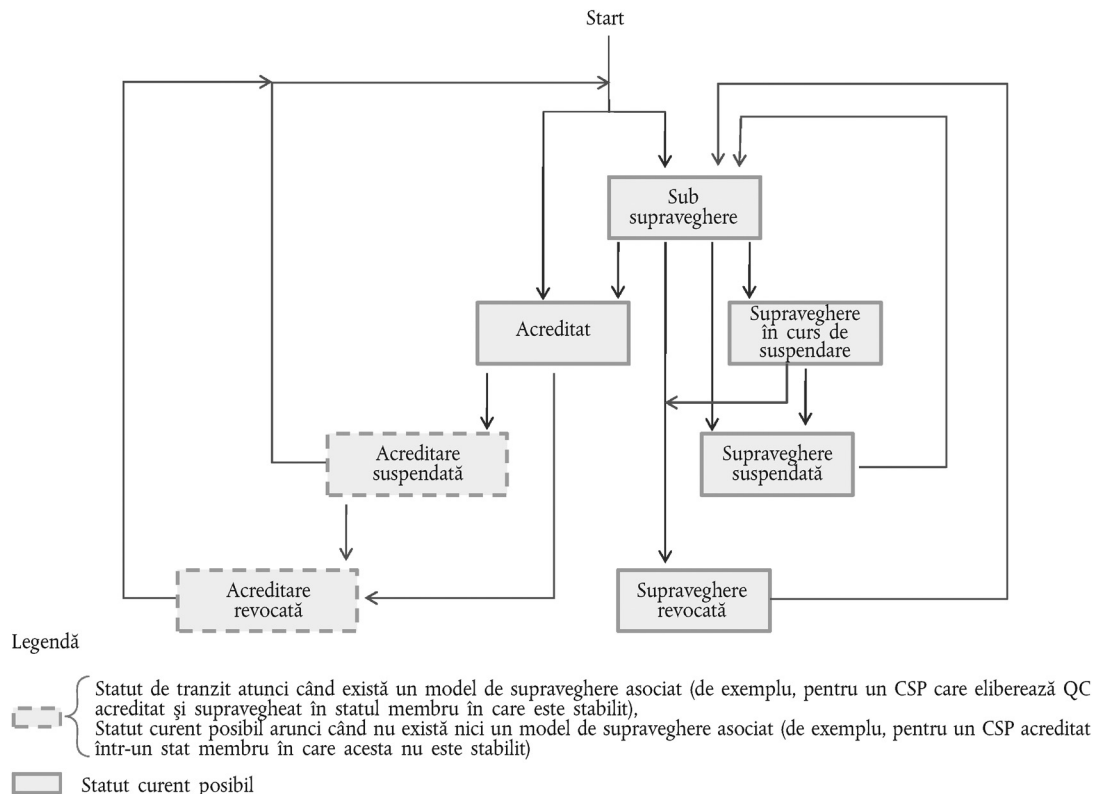 Start
Sub
supraveghere
Acreditat
Supraveghere
în curs de
suspendare
Acreditare
suspendată
Supraveghere
suspendată
Acreditare
revocată
Supraveghere
revocată
Legendă
Statut de tranzit atunci când există un model de supraveghere asociat (de exemplu, pentru un CSP care eliberează QC
acreditat şi supravegheat în statul membru în care este stabilit),
Statut curent posibil arunci când nu există nici un model de supraveghere asociat (de exemplu, pentru un CSP acreditat
într-un stat membru în care acesta nu este stabilit)
Statut curent posibil